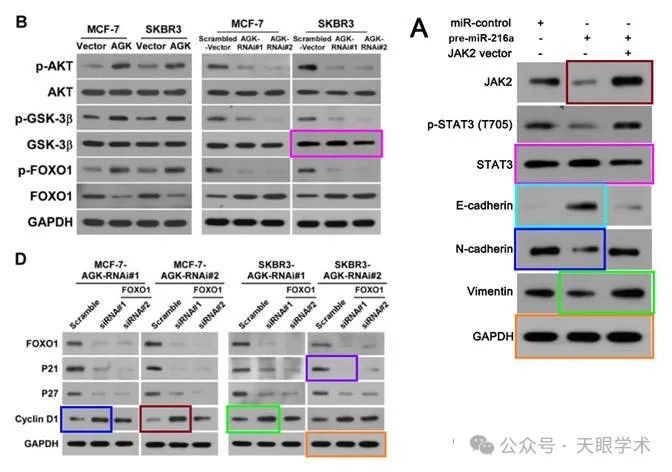 B
MCF-7 SKBR3 MCF-7 SKBR3
Vector AGK Vector AGK Scrambled-Vector AGK-RNAi#1 AGK-RNAi#2 Scrambled-Vector AGK-RNAi#1 AGK-RNAi#2
p-AKT
AKT
p-GSK-3β
GSK-3β
p-FOXO1
FOXO1
GAPDH
D
MCF-7-AGK-RNAi#1 MCF-7-AGK-RNAi#2 SKBR3-AGK-RNAi#1 SKBR3-AGK-RNAi#2
FOXO1 FOXO1 FOXO1 FOXO1
Scramble siRNA#1 siRNA#2 Scramble siRNA#1 siRNA#2 Scramble siRNA#1 siRNA#2 Scramble siRNA#1 siRNA#2
FOXO1
P21
P27
Cyclin D1
GAPDH
A
miR-control + - -
pre-miR-216a - + +
JAK2 vector - - +
JAK2
p-STAT3 (T705)
STAT3
E-cadherin
N-cadherin
Vimentin
GAPDH
公众号 · 天眼学术